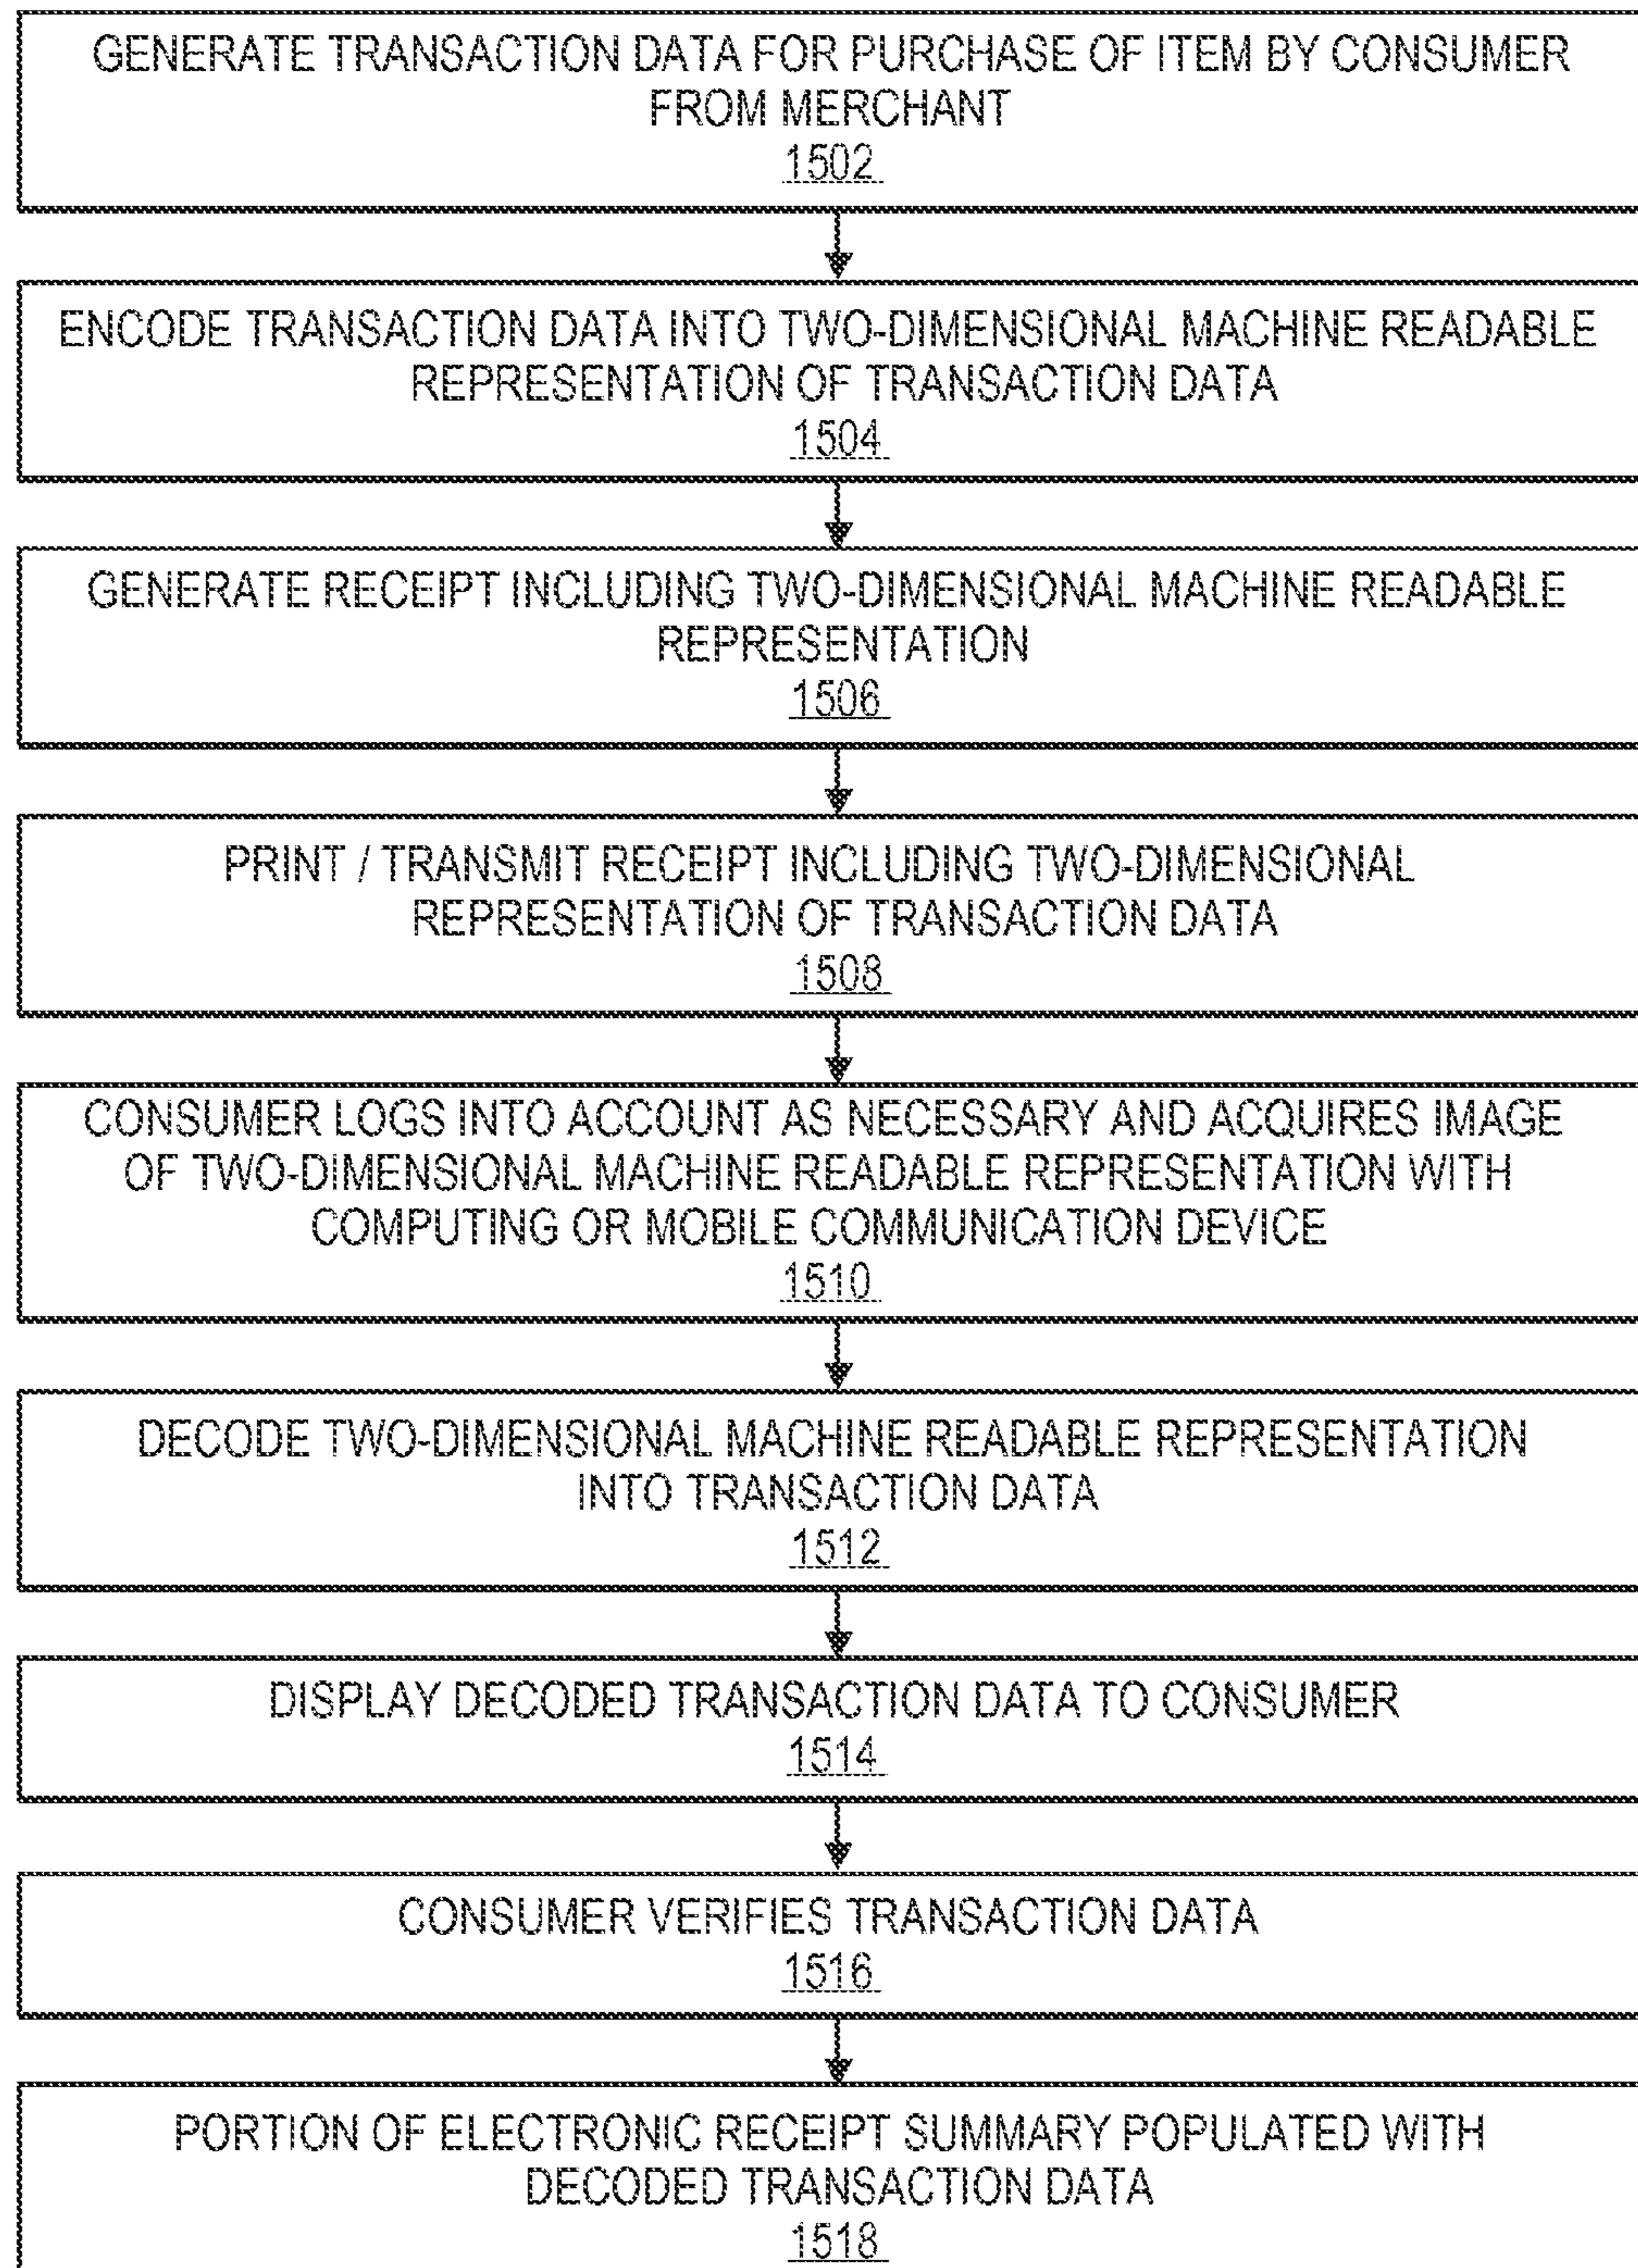 GENERATE TRANSACTION DATA FOR PURCHASE OF ITEM BY CONSUMER
FROM MERCHANT
1502
ENCODE TRANSACTION DATA INTO TWO-DIMENSIONAL MACHINE READABLE
REPRESENTATION OF TRANSACTION DATA
1504
GENERATE RECEIPT INCLUDING TWO-DIMENSIONAL MACHINE READABLE
REPRESENTATION
1506
PRINT / TRANSMIT RECEIPT INCLUDING TWO-DIMENSIONAL
REPRESENTATION OF TRANSACTION DATA
1508
CONSUMER LOGS INTO ACCOUNT AS NECESSARY AND ACQUIRES IMAGE
OF TWO-DIMENSIONAL MACHINE READABLE REPRESENTATION WITH
COMPUTING OR MOBILE COMMUNICATION DEVICE
1510
DECODE TWO-DIMENSIONAL MACHINE READABLE REPRESENTATION
INTO TRANSACTION DATA
1512
DISPLAY DECODED TRANSACTION DATA TO CONSUMER
1514
CONSUMER VERIFIES TRANSACTION DATA
1516
PORTION OF ELECTRONIC RECEIPT SUMMARY POPULATED WITH
DECODED TRANSACTION DATA
1518